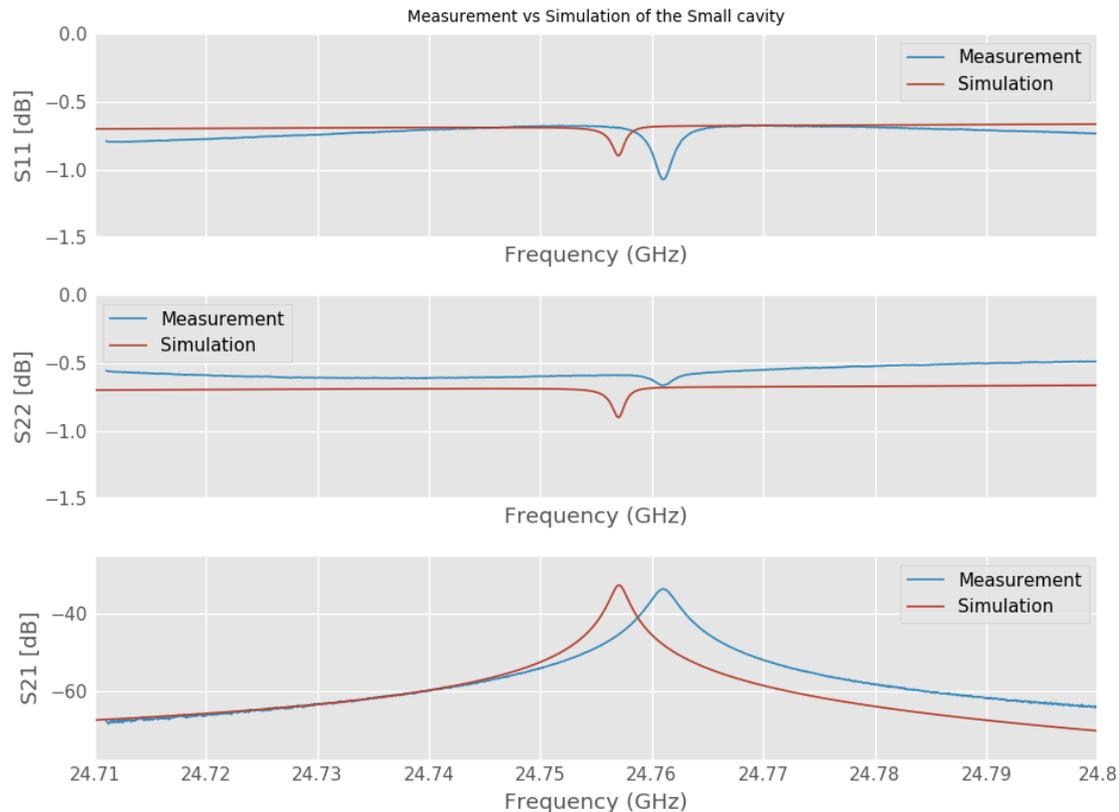 Measurement vs Simulation of the Small cavity
0.0
−0.5
−1.0
−1.5
S11 [dB]
Measurement
Simulation
Frequency (GHz)
0.0
−0.5
−1.0
−1.5
S22 [dB]
Measurement
Simulation
Frequency (GHz)
−40
−60
S21 [dB]
Measurement
Simulation
24.71 24.72 24.73 24.74 24.75 24.76 24.77 24.78 24.79 24.8
Frequency (GHz)